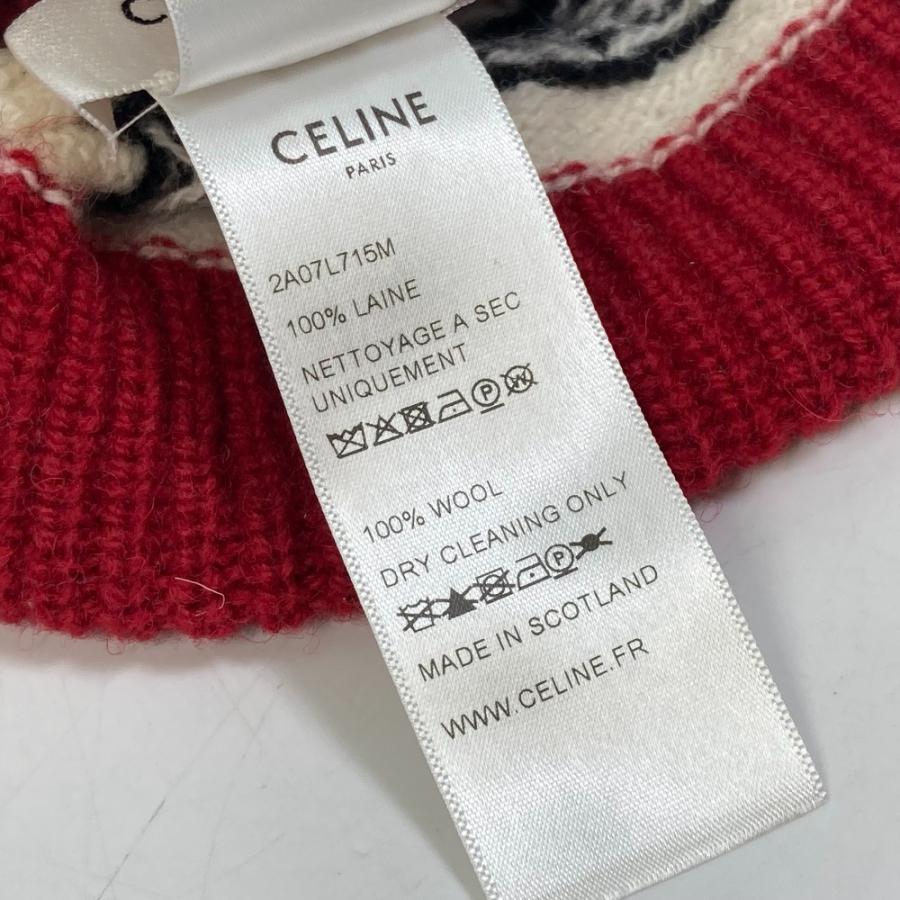 C
CELINE
PARIS
2A07L715M
100% LAINE
NETTOYAGE A SEC
UNIQUEMENT
P W
100% WOOL
DRY CLEANING ONLY
P
MADE IN SCOTLAND
WWW.CELINE.FR